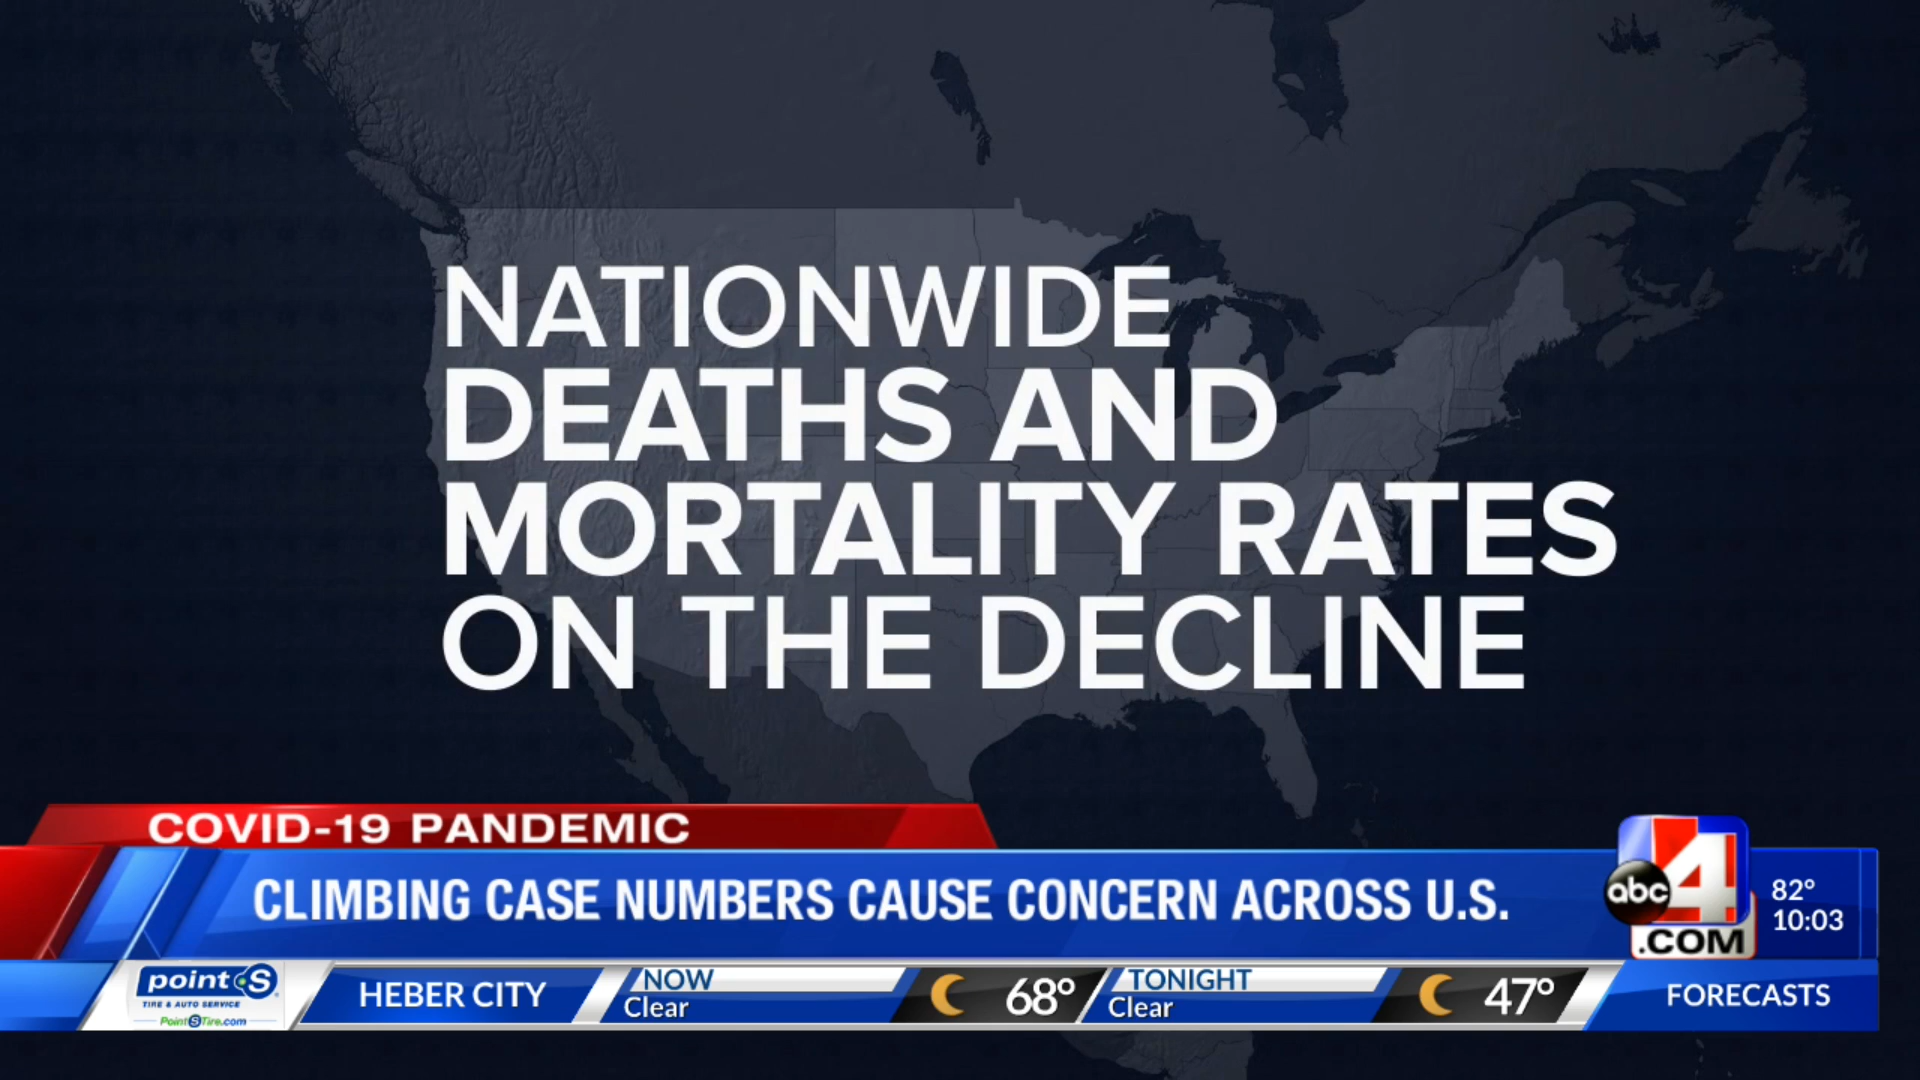 NATIONWIDE
DEATHS AND
MORTALITY RATES
ON THE DECLINE
COVID-19 PANDEMIC
CLIMBING CASE NUMBERS CAUSE CONCERN ACROSS U.S.
abc 4
.COM
82°
10:03
point S
TIRE & AUTO SERVICE
PointSTire.com
HEBER CITY
NOW
Clear
68°
TONIGHT
Clear
47°
FORECASTS